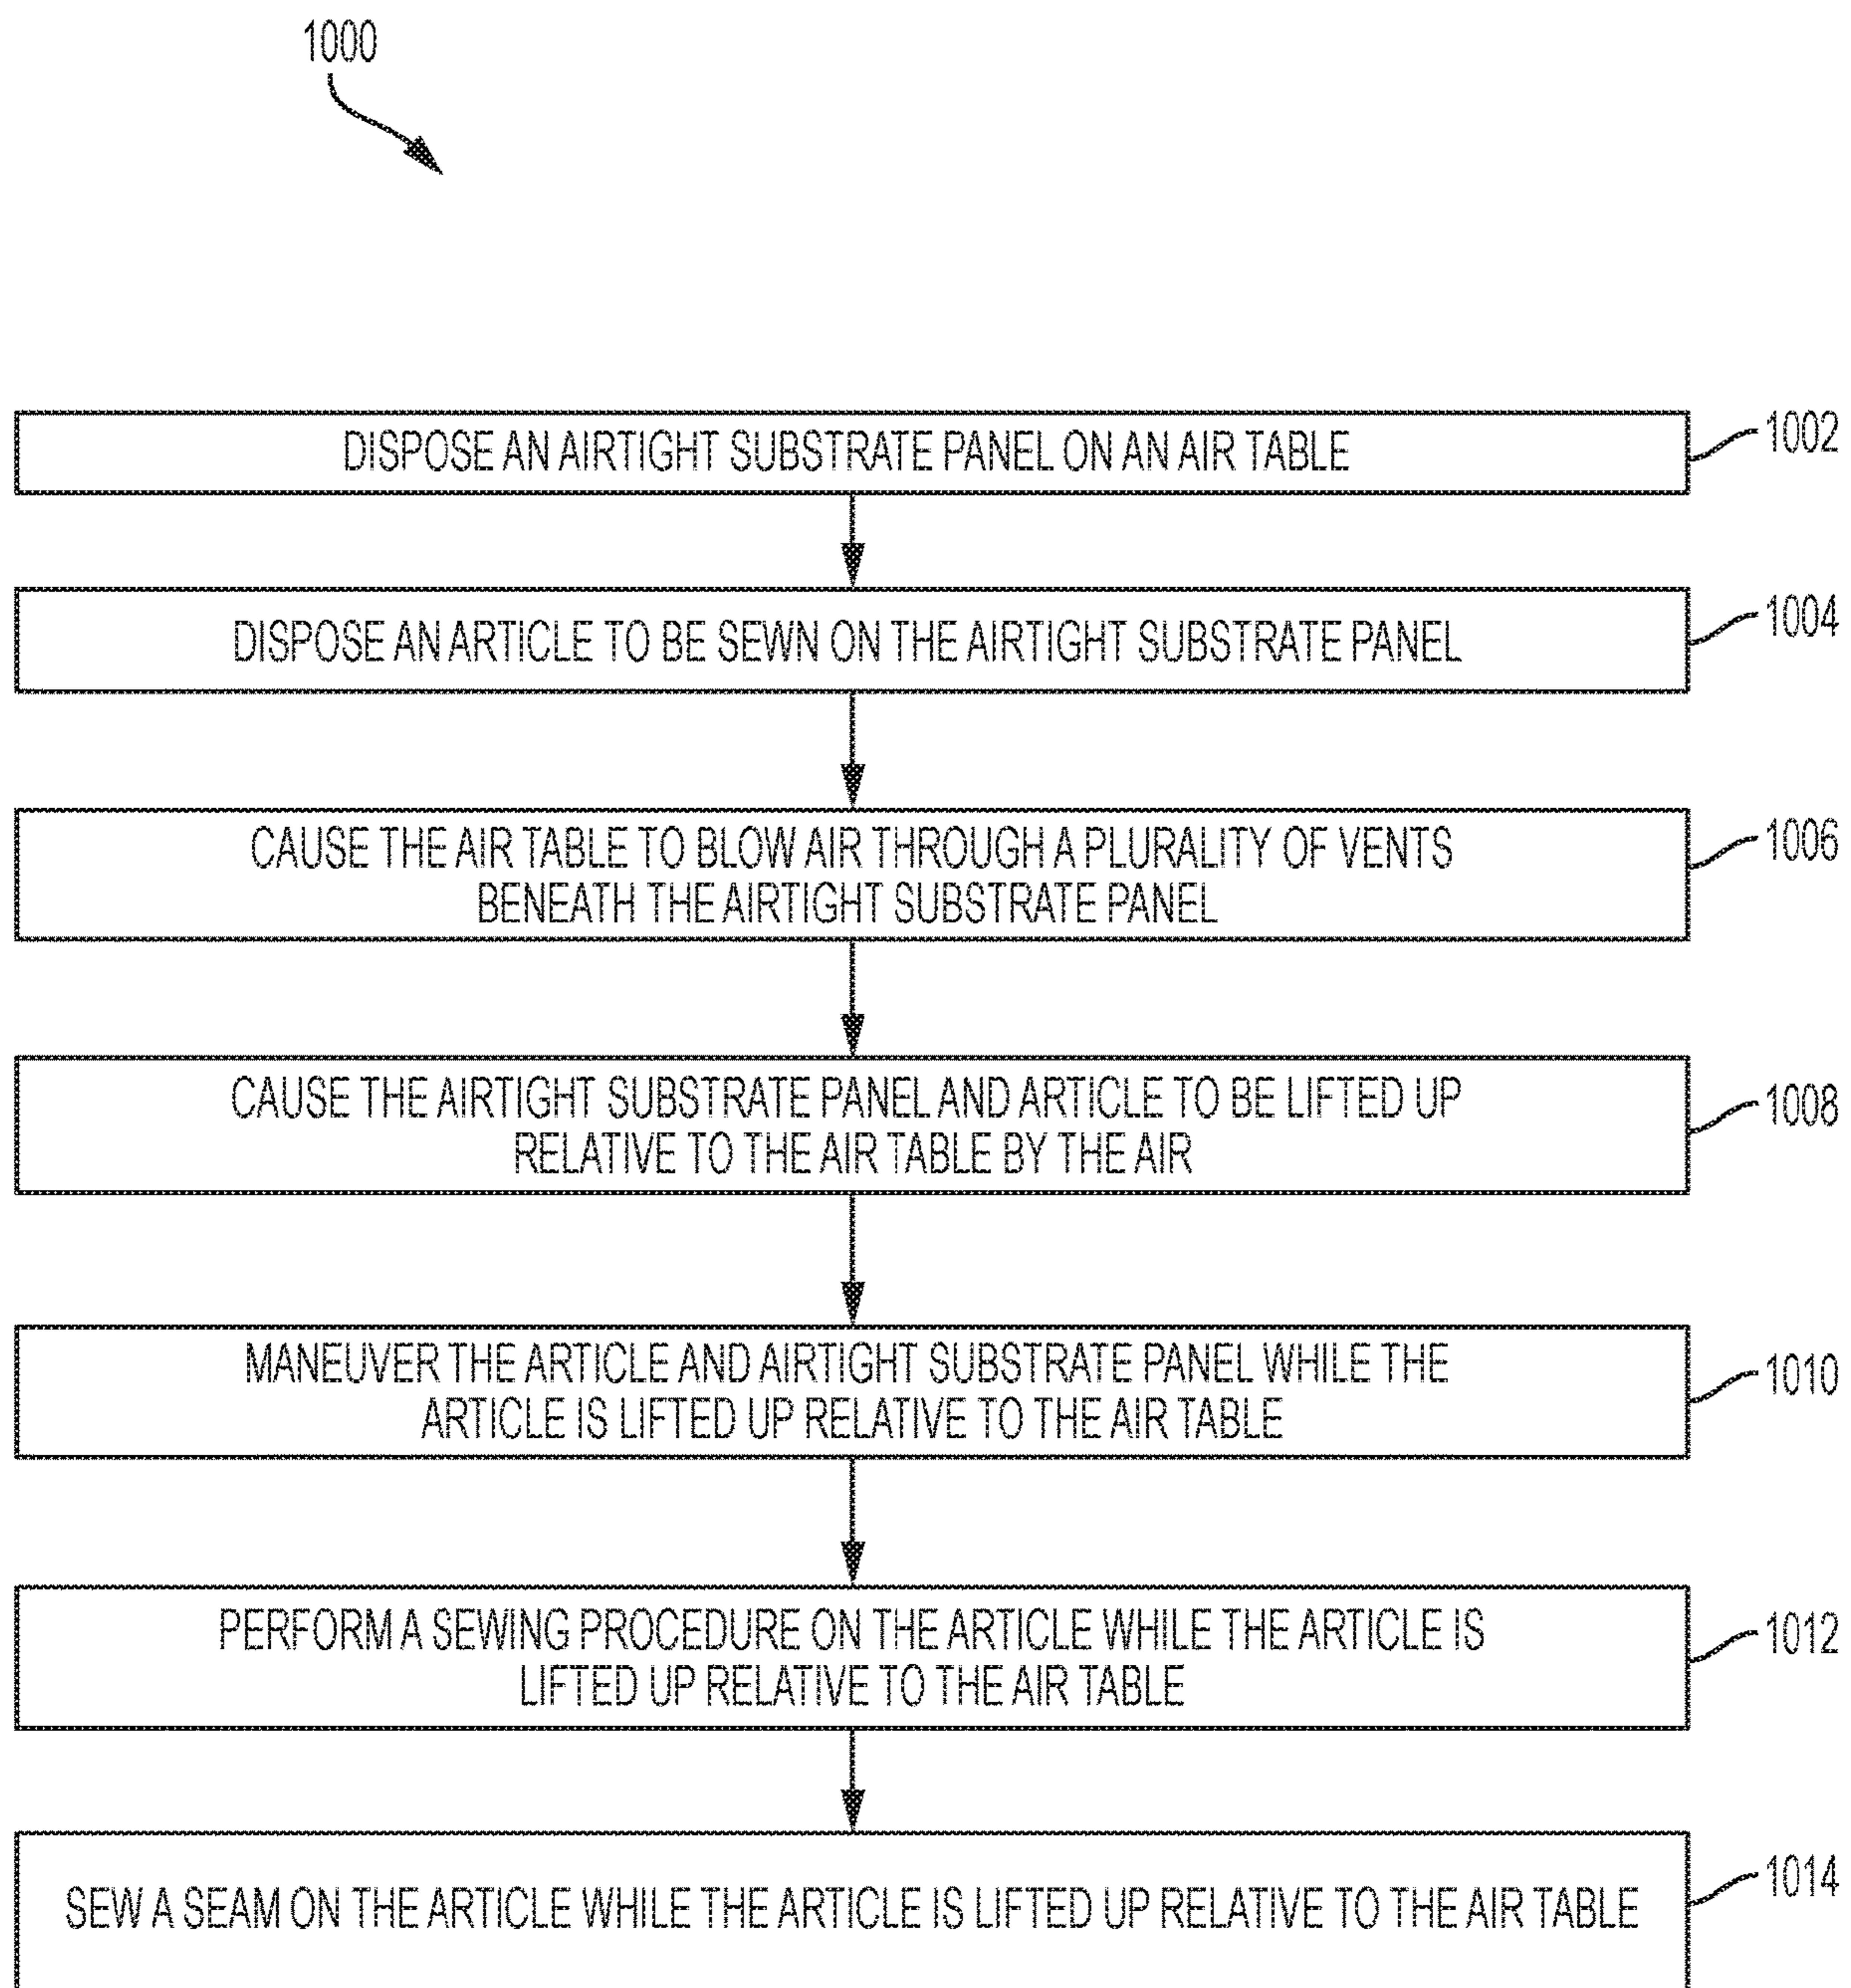 1000
DISPOSE AN AIRTIGHT SUBSTRATE PANEL ON AN AIR TABLE
1002
DISPOSE AN ARTICLE TO BE SEWN ON THE AIRTIGHT SUBSTRATE PANEL
1004
CAUSE THE AIR TABLE TO BLOW AIR THROUGH A PLURALITY OF VENTS
BENEATH THE AIRTIGHT SUBSTRATE PANEL
1006
CAUSE THE AIRTIGHT SUBSTRATE PANEL AND ARTICLE TO BE LIFTED UP
RELATIVE TO THE AIR TABLE BY THE AIR
1008
MANEUVER THE ARTICLE AND AIRTIGHT SUBSTRATE PANEL WHILE THE
ARTICLE IS LIFTED UP RELATIVE TO THE AIR TABLE
1010
PERFORM A SEWING PROCEDURE ON THE ARTICLE WHILE THE ARTICLE IS
LIFTED UP RELATIVE TO THE AIR TABLE
1012
SEW A SEAM ON THE ARTICLE WHILE THE ARTICLE IS LIFTED UP RELATIVE TO THE AIR TABLE
1014